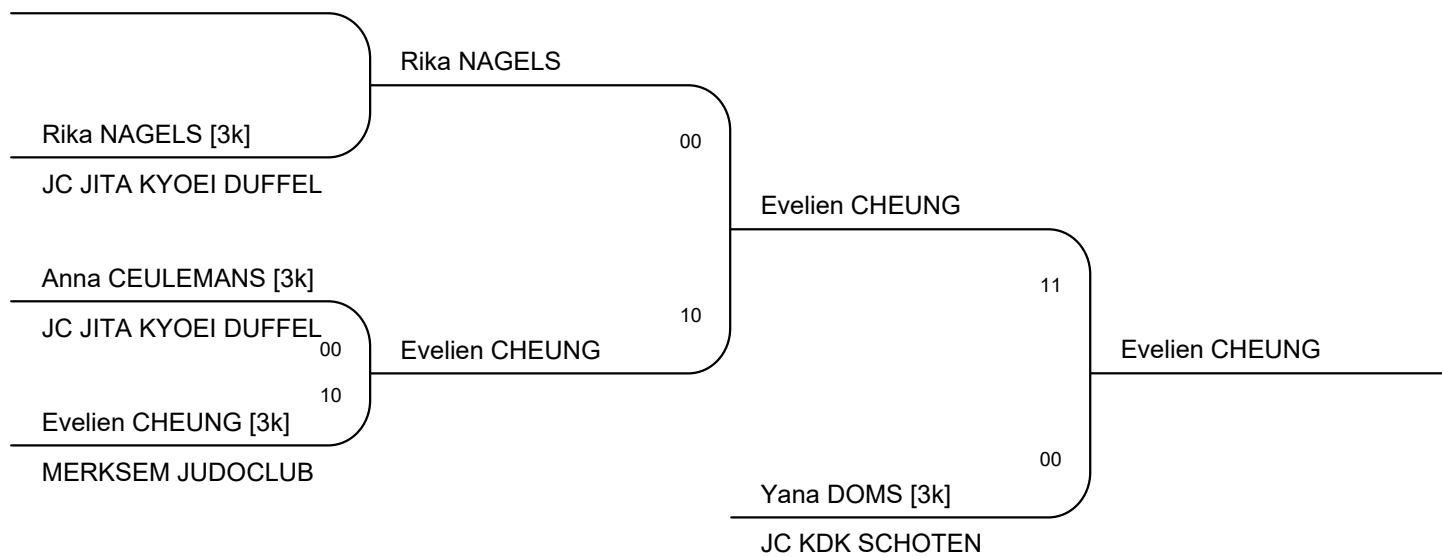 Rika NAGELS
Rika NAGELS [3k]
00
JC JITA KYOEI DUFFEL
Evelien CHEUNG
Anna CEULEMANS [3k]
11
JC JITA KYOEI DUFFEL
10
00
Evelien CHEUNG
Evelien CHEUNG
10
Evelien CHEUNG [3k]
00
MERKSEM JUDOCLUB
Yana DOMS [3k]
JC KDK SCHOTEN